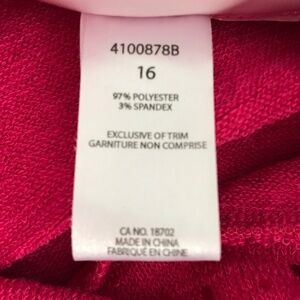 4100878B
16
97% POLYESTER
3% SPANDEX
EXCLUSIVE OF TRIM
GARNITURE NON COMPRISE
CA NO. 18702
MADE IN CHINA
FABRIQUÉ EN CHINE